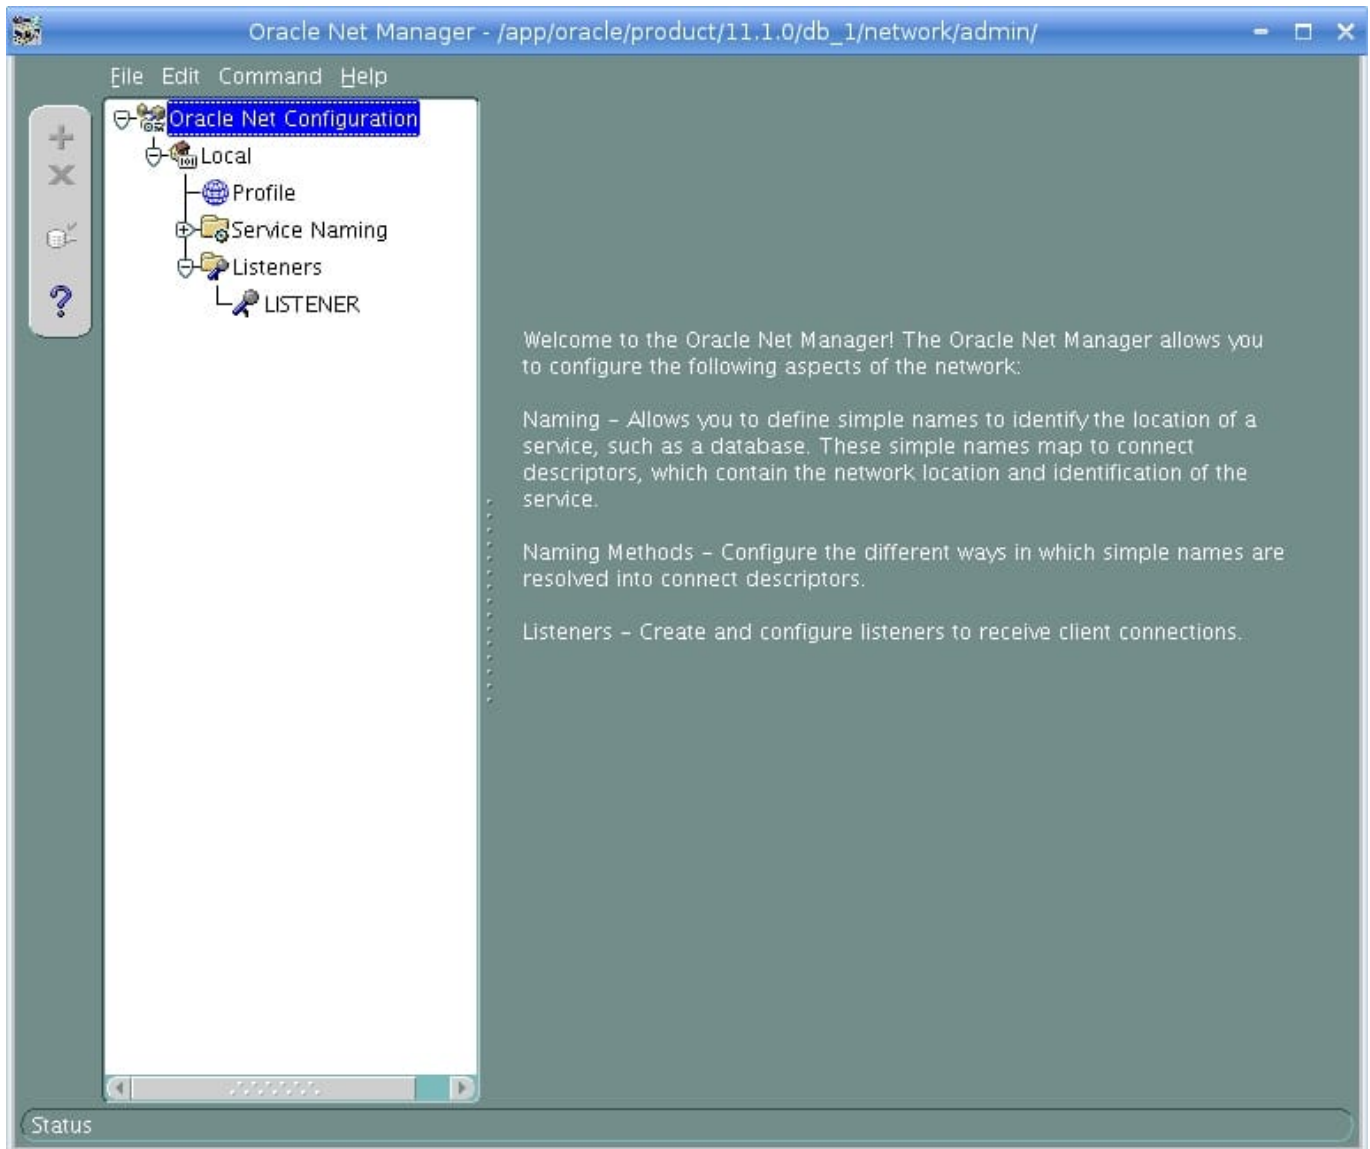 Oracle Net Manager - /app/oracle/product/11.1.0/db_1/network/admin/
File Edit Command Help
Oracle Net Configuration
Local
Profile
Service Naming
Listeners
LISTENER
Welcome to the Oracle Net Manager! The Oracle Net Manager allows you
to configure the following aspects of the network:
Naming – Allows you to define simple names to identify the location of a
service, such as a database. These simple names map to connect
descriptors, which contain the network location and identification of the
service.
Naming Methods – Configure the different ways in which simple names are
resolved into connect descriptors.
Listeners – Create and configure listeners to receive client connections.
Status